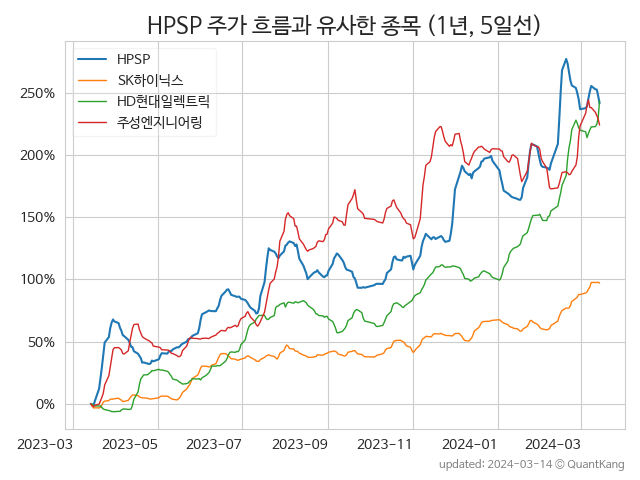 HPSP 주가 흐름과 유사한 종목 (1년, 5일선)
HPSP
SK하이닉스
HD현대일렉트릭
주성엔지니어링
250%
200%
150%
100%
50%
0%
2023-03
2023-05
2023-07
2023-09
2023-11
2024-01
2024-03
updated: 2024-03-14 © QuantKang